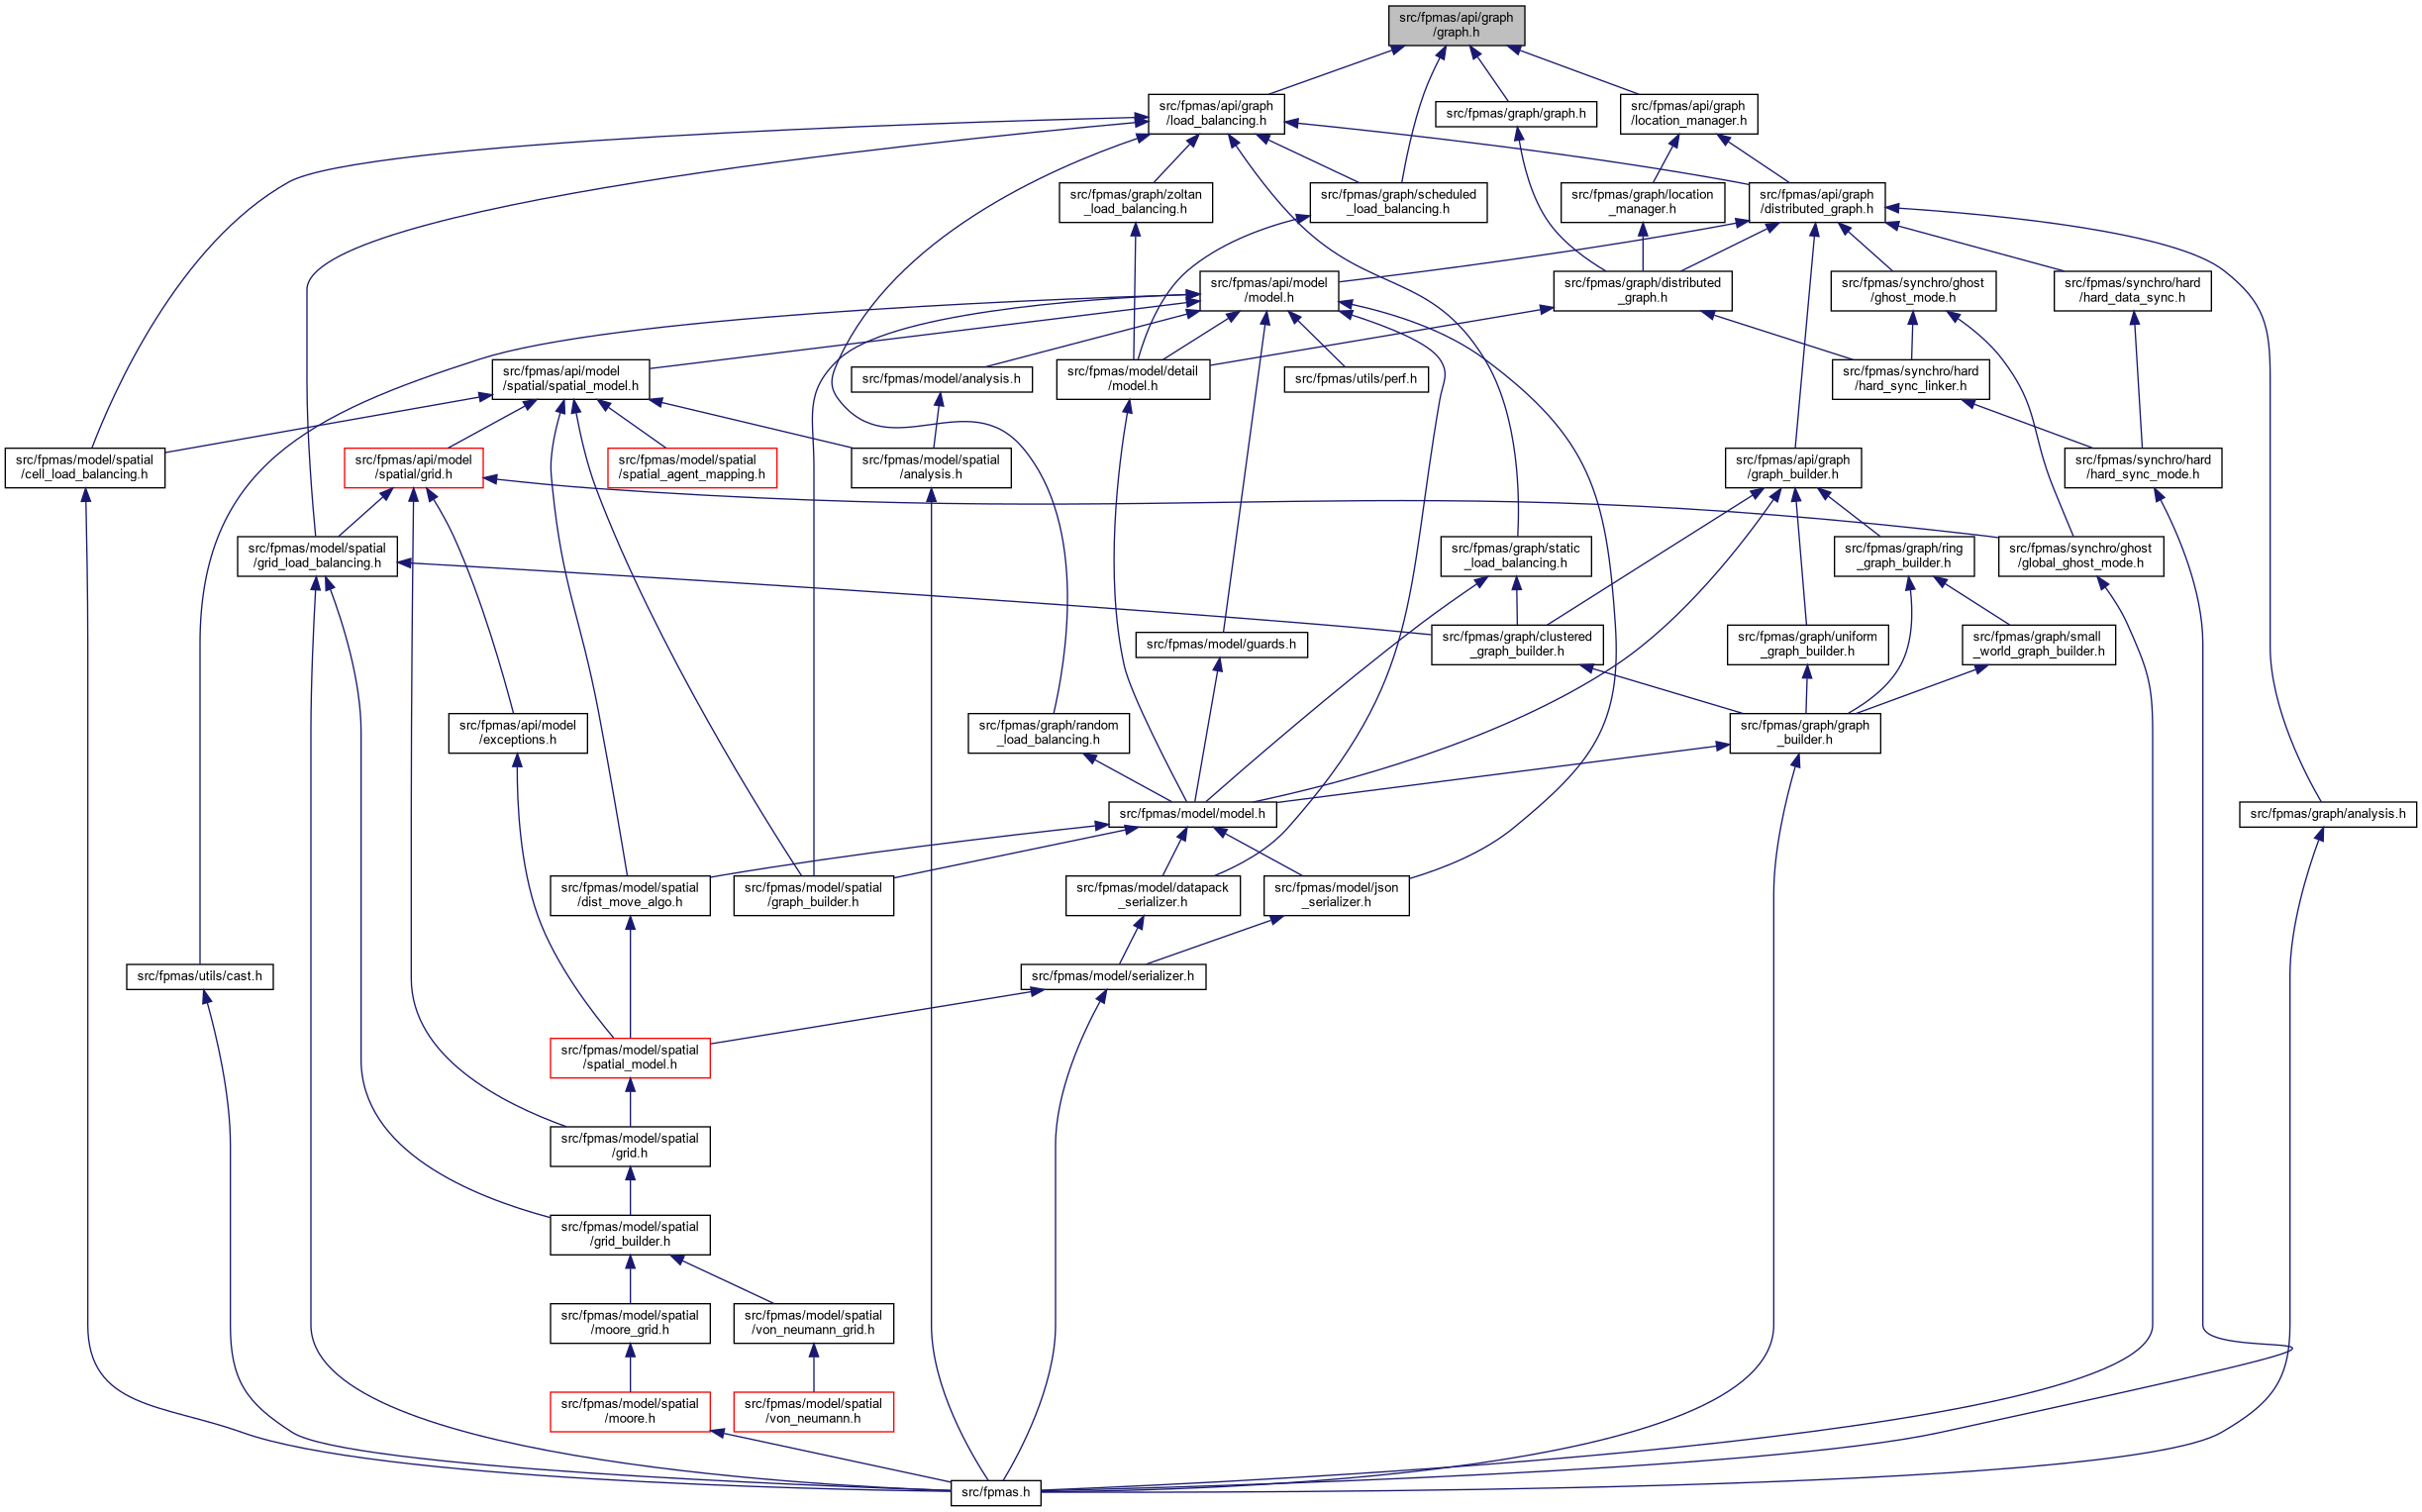 src/fpmas/api/graph
/graph.h
src/fpmas/api/graph
/load_balancing.h
src/fpmas/graph/graph.h
src/fpmas/api/graph
/location_manager.h
src/fpmas/graph/zoltan
_load_balancing.h
src/fpmas/graph/scheduled
_load_balancing.h
src/fpmas/graph/location
_manager.h
src/fpmas/api/graph
/distributed_graph.h
src/fpmas/api/model
/model.h
src/fpmas/graph/distributed
_graph.h
src/fpmas/synchro/ghost
/ghost_mode.h
src/fpmas/synchro/hard
/hard_data_sync.h
src/fpmas/api/model
/spatial/spatial_model.h
src/fpmas/model/analysis.h
src/fpmas/model/detail
/model.h
src/fpmas/utils/perf.h
src/fpmas/synchro/hard
/hard_sync_linker.h
src/fpmas/model/spatial
/cell_load_balancing.h
src/fpmas/api/model
/spatial/grid.h
src/fpmas/model/spatial
/spatial_agent_mapping.h
src/fpmas/model/spatial
/analysis.h
src/fpmas/api/graph
/graph_builder.h
src/fpmas/synchro/hard
/hard_sync_mode.h
src/fpmas/model/spatial
/grid_load_balancing.h
src/fpmas/graph/static
_load_balancing.h
src/fpmas/graph/ring
_graph_builder.h
src/fpmas/synchro/ghost
/global_ghost_mode.h
src/fpmas/model/guards.h
src/fpmas/graph/clustered
_graph_builder.h
src/fpmas/graph/uniform
_graph_builder.h
src/fpmas/graph/small
_world_graph_builder.h
src/fpmas/api/model
/exceptions.h
src/fpmas/graph/random
_load_balancing.h
src/fpmas/graph/graph
_builder.h
src/fpmas/model/model.h
src/fpmas/graph/analysis.h
src/fpmas/model/spatial
/dist_move_algo.h
src/fpmas/model/spatial
/graph_builder.h
src/fpmas/model/datapack
_serializer.h
src/fpmas/model/json
_serializer.h
src/fpmas/utils/cast.h
src/fpmas/model/serializer.h
src/fpmas/model/spatial
/spatial_model.h
src/fpmas/model/spatial
/grid.h
src/fpmas/model/spatial
/grid_builder.h
src/fpmas/model/spatial
/moore_grid.h
src/fpmas/model/spatial
/von_neumann_grid.h
src/fpmas/model/spatial
/moore.h
src/fpmas/model/spatial
/von_neumann.h
src/fpmas.h